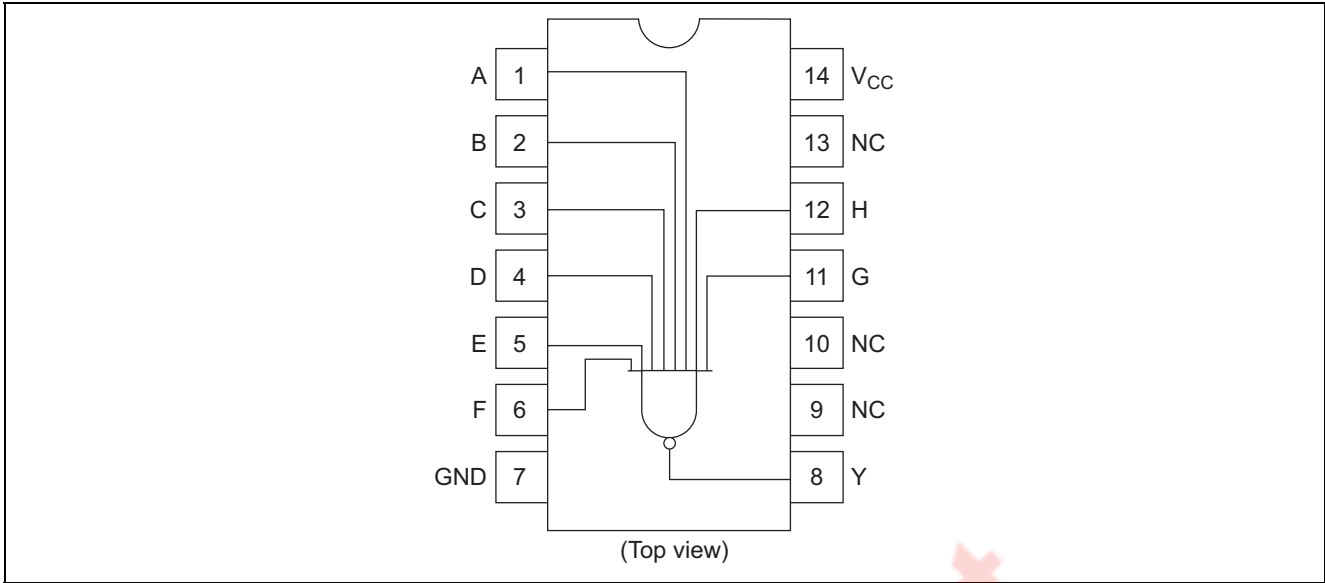 A 1 14 VCC
B 2 13 NC
C 3 12 H
D 4 11 G
E 5 10 NC
F 6 9 NC
GND 7 8 Y
(Top view)